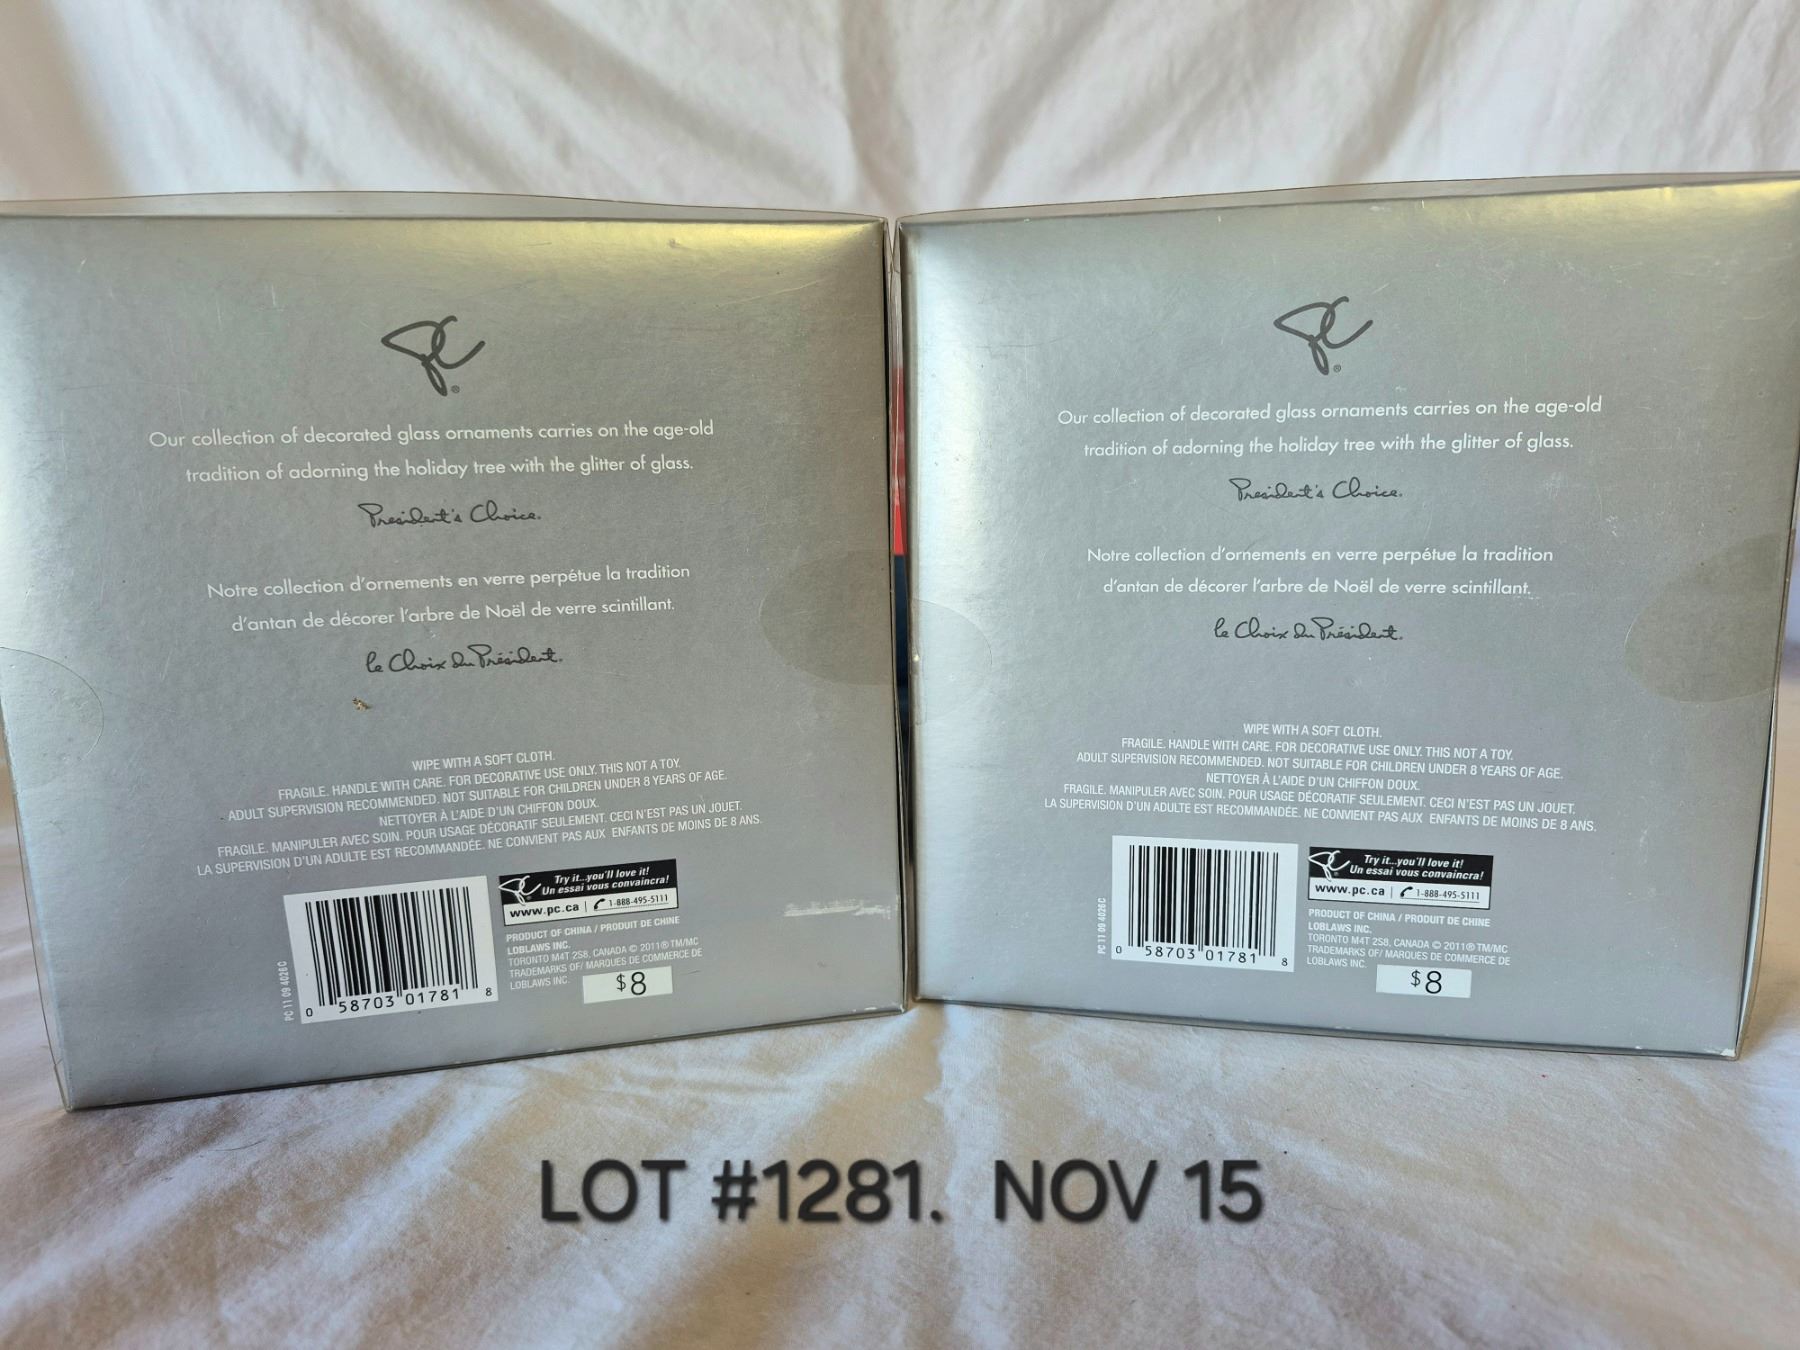 PC®
Our collection of decorated glass ornaments carries on the age-old
tradition of adorning the holiday tree with the glitter of glass.
President's Choice.
Notre collection d'ornements en verre perpétue la tradition
d'antan de décorer l'arbre de Noël de verre scintillant.
le Choix du Président.
WIPE WITH A SOFT CLOTH.
FRAGILE. HANDLE WITH CARE. FOR DECORATIVE USE ONLY. THIS NOT A TOY.
ADULT SUPERVISION RECOMMENDED. NOT SUITABLE FOR CHILDREN UNDER 8 YEARS OF AGE.
NETTOYER À L'AIDE D'UN CHIFFON DOUX.
FRAGILE. MANIPULER AVEC SOIN. POUR USAGE DÉCORATIF SEULEMENT. CECI N'EST PAS UN JOUET.
LA SUPERVISION D'UN ADULTE EST RECOMMANDÉE. NE CONVIENT PAS AUX ENFANTS DE MOINS DE 8 ANS.
PC 11 09 4026C
0 58703 01781 8
PC Try it...you'll love it!
Un essai vous convaincra!
www.pc.ca | 1-888-495-5111
PRODUCT OF CHINA / PRODUIT DE CHINE
LOBLAWS INC.
TORONTO M4T 2S8, CANADA © 2011 ® TM/MC
TRADEMARKS OF/ MARQUES DE COMMERCE DE
LOBLAWS INC.
$8
PC®
Our collection of decorated glass ornaments carries on the age-old
tradition of adorning the holiday tree with the glitter of glass.
President's Choice.
Notre collection d'ornements en verre perpétue la tradition
d'antan de décorer l'arbre de Noël de verre scintillant.
le Choix du Président.
WIPE WITH A SOFT CLOTH.
FRAGILE. HANDLE WITH CARE. FOR DECORATIVE USE ONLY. THIS NOT A TOY.
ADULT SUPERVISION RECOMMENDED. NOT SUITABLE FOR CHILDREN UNDER 8 YEARS OF AGE.
NETTOYER À L'AIDE D'UN CHIFFON DOUX.
FRAGILE. MANIPULER AVEC SOIN. POUR USAGE DÉCORATIF SEULEMENT. CECI N'EST PAS UN JOUET.
LA SUPERVISION D'UN ADULTE EST RECOMMANDÉE. NE CONVIENT PAS AUX ENFANTS DE MOINS DE 8 ANS.
PC 11 09 4026C
0 58703 01781 8
PC Try it...you'll love it!
Un essai vous convaincra!
www.pc.ca | 1-888-495-5111
PRODUCT OF CHINA / PRODUIT DE CHINE
LOBLAWS INC.
TORONTO M4T 2S8, CANADA © 2011 ® TM/MC
TRADEMARKS OF/ MARQUES DE COMMERCE DE
LOBLAWS INC.
$8
LOT #1281. NOV 15